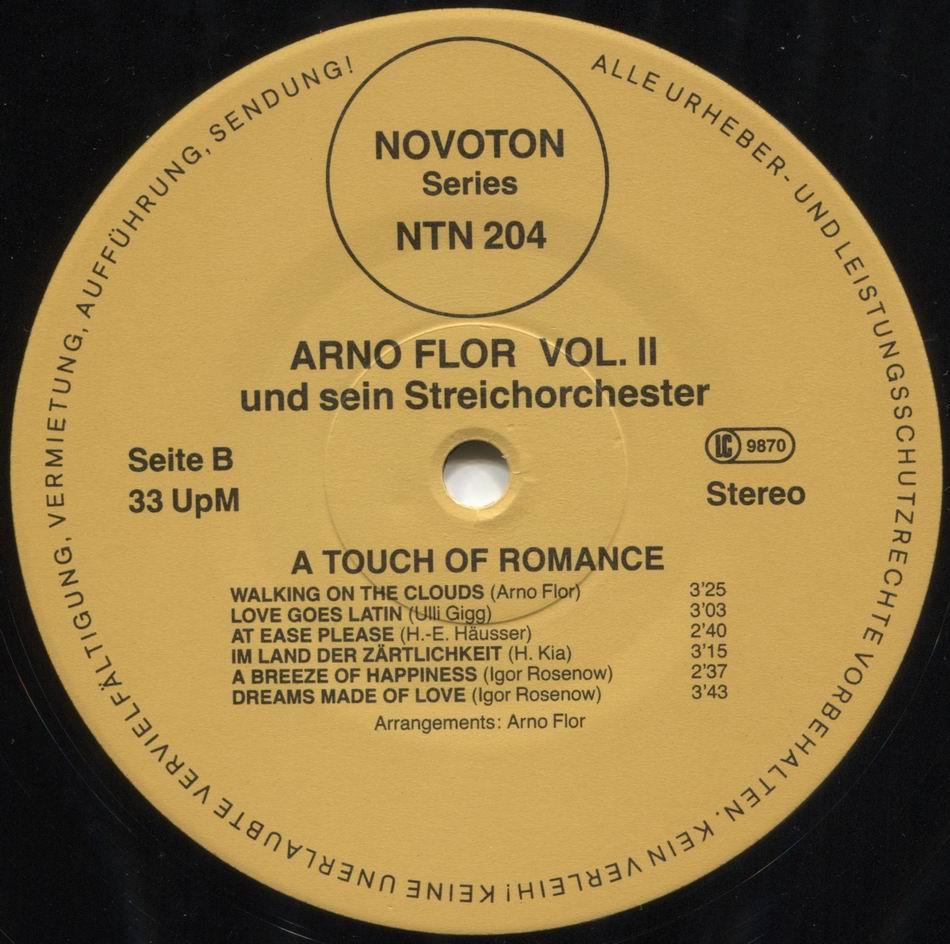 NOVOTON
Series
NTN 204
ARNO FLOR VOL. II
und sein Streichorchester
Seite B
33 UpM
LC 9870
Stereo
A TOUCH OF ROMANCE
WALKING ON THE CLOUDS (Arno Flor) 3'25
LOVE GOES LATIN (Ulli Gigg) 3'03
AT EASE PLEASE (H.-E. Häusser) 2'40
IM LAND DER ZÄRTLICHKEIT (H. Kia) 3'15
A BREEZE OF HAPPINESS (Igor Rosenow) 2'37
DREAMS MADE OF LOVE (Igor Rosenow) 3'43
Arrangements: Arno Flor
ALLE URHEBER- UND LEISTUNGSSCHUTZRECHTE VORBEHALTEN. KEIN VERLEIH! KEINE UNERLAUBTE VERVIELFÄLTIGUNG, VERMIETUNG, AUFFÜHRUNG, SENDUNG!